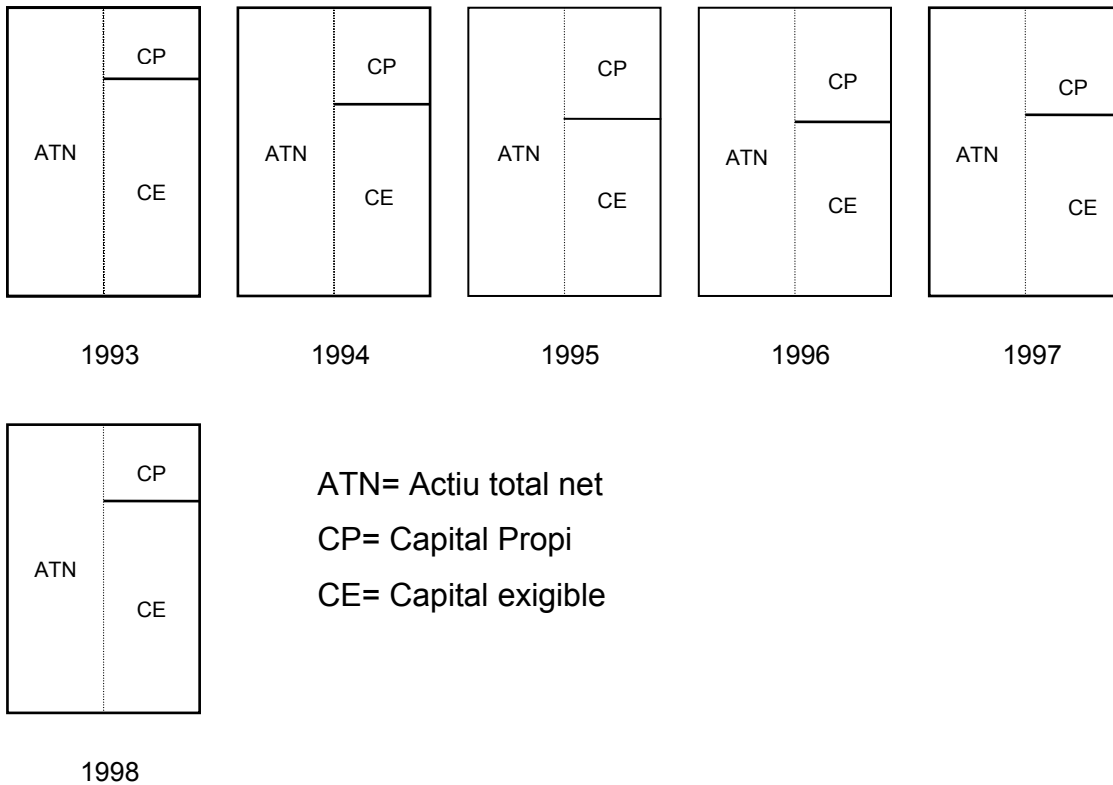 CP
ATN
CE
1993
CP
ATN
CE
1994
CP
ATN
CE
1995
CP
ATN
CE
1996
CP
ATN
CE
1997
CP
ATN
CE
1998
ATN= Actiu total net
CP= Capital Propi
CE= Capital exigible